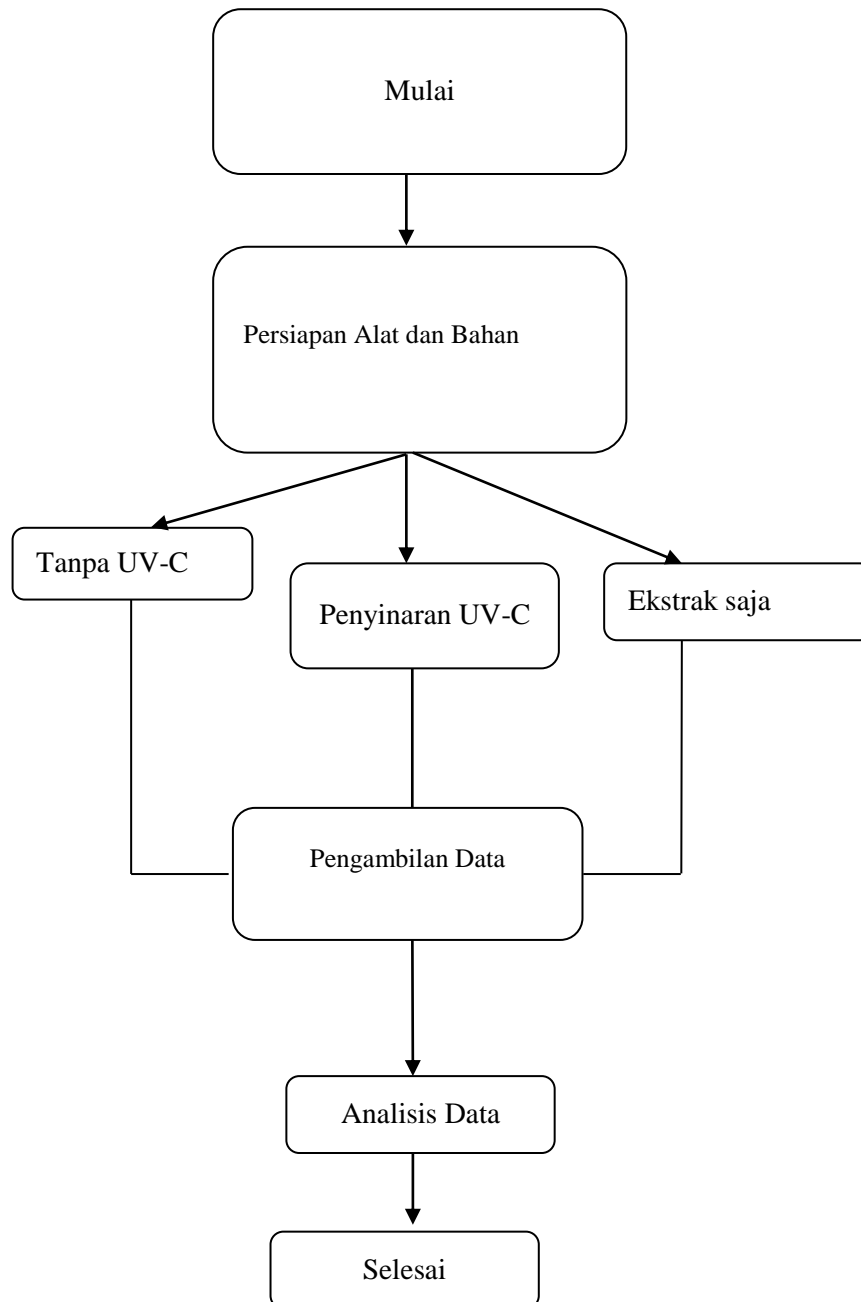 Mulai
Persiapan Alat dan Bahan
Tanpa UV-C
Penyinaran UV-C
Ekstrak saja
Pengambilan Data
Analisis Data
Selesai